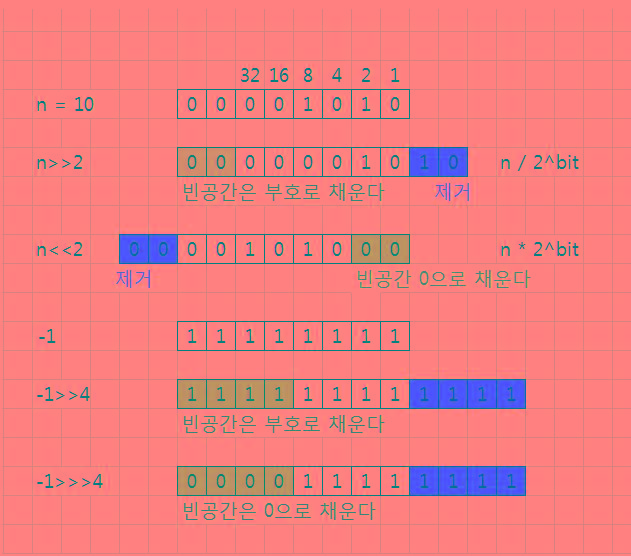 32 16 8 4 2 1
n = 10 0 0 0 0 1 0 1 0
n>>2 0 0 0 0 0 0 1 0 1 0 n / 2^bit
빈공간은 부호로 채운다 제거
n<<2 0 0 0 0 1 0 1 0 0 0 n * 2^bit
제거 빈공간 0으로 채운다
-1 1 1 1 1 1 1 1 1
-1>>4 1 1 1 1 1 1 1 1 1 1 1 1
빈공간은 부호로 채운다
-1>>>4 0 0 0 0 1 1 1 1 1 1 1 1
빈공간은 0으로 채운다